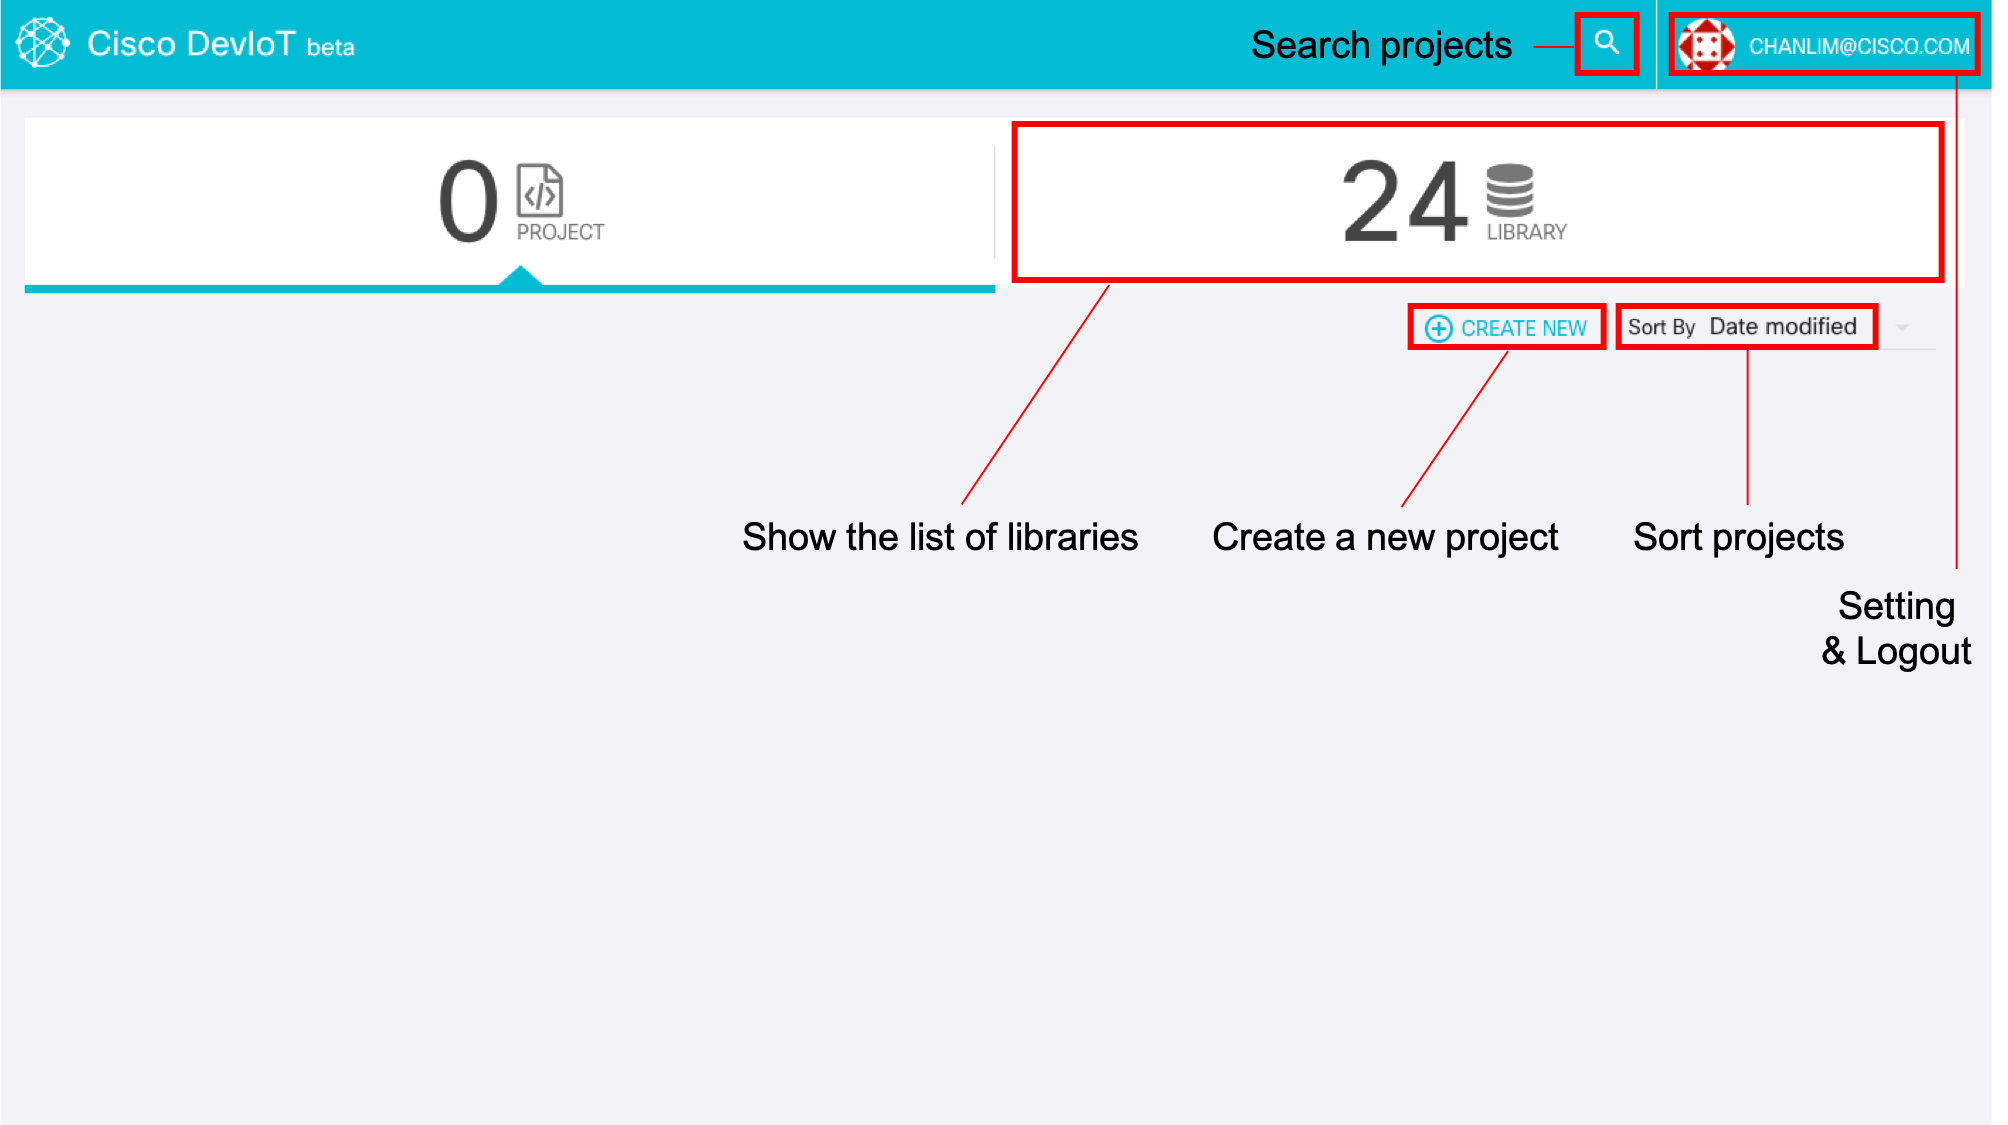 Cisco DevIoT beta
Search projects
CHANLIM@CISCO.COM
0 PROJECT
24 LIBRARY
CREATE NEW
Sort By Date modified
Show the list of libraries
Create a new project
Sort projects
Setting
& Logout